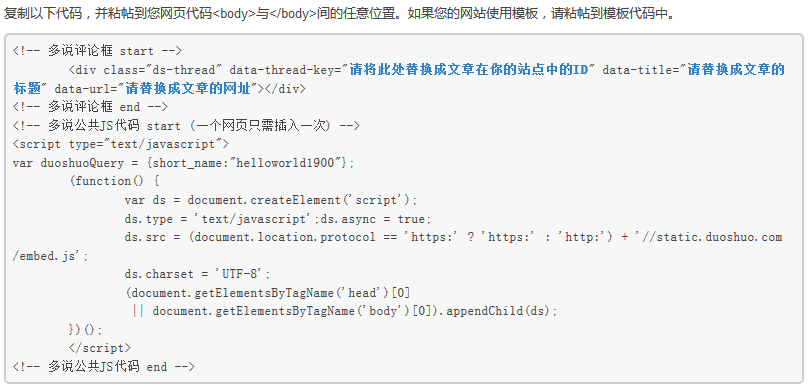 复制以下代码，并粘帖到您网页代码<body>与</body>间的任意位置。如果您的网站使用模板，请粘帖到模板代码中。
<!-- 多说评论框 start -->
<div class="ds-thread" data-thread-key="请将此处替换成文章在你的站点中的ID" data-title="请替换成文章的
标题" data-url="请替换成文章的网址"></div>
<!-- 多说评论框 end -->
<!-- 多说公共JS代码 start (一个网页只需插入一次) -->
<script type="text/javascript">
var duoshuoQuery = {short_name:"helloworld1900"};
(function() {
var ds = document.createElement('script');
ds.type = 'text/javascript';ds.async = true;
ds.src = (document.location.protocol == 'https:' ? 'https:' : 'http:') + '//static.duoshuo.com
/embed.js';
ds.charset = 'UTF-8';
(document.getElementsByTagName('head')[0]
|| document.getElementsByTagName('body')[0]).appendChild(ds);
})();
</script>
<!-- 多说公共JS代码 end -->